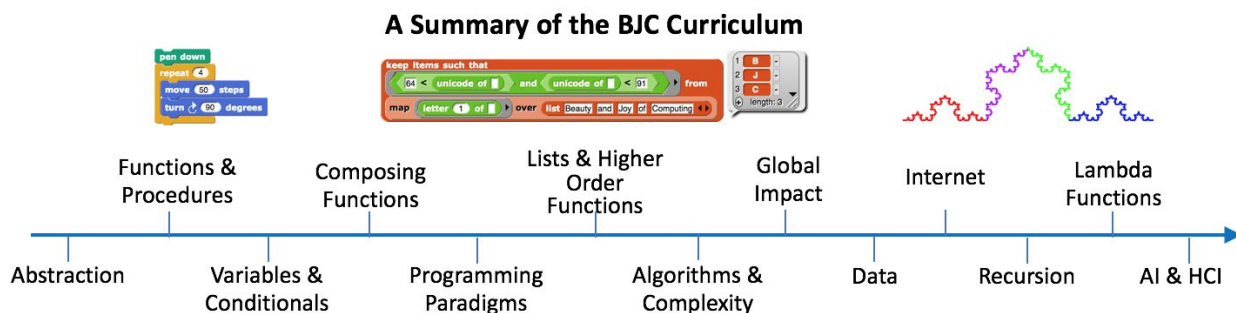 A Summary of the BJC Curriculum
pen down
repeat 4
move 50 steps
turn 90 degrees
keep items such that
64 < unicode of and unicode of < 91 from
map letter 1 of over list Beauty and Joy of Computing
1 B
2 J
3 C
+ length: 3
Functions &
Procedures
Composing
Functions
Lists & Higher
Order
Functions
Global
Impact
Internet
Lambda
Functions
Abstraction
Variables &
Conditionals
Programming
Paradigms
Algorithms &
Complexity
Data
Recursion
AI & HCI